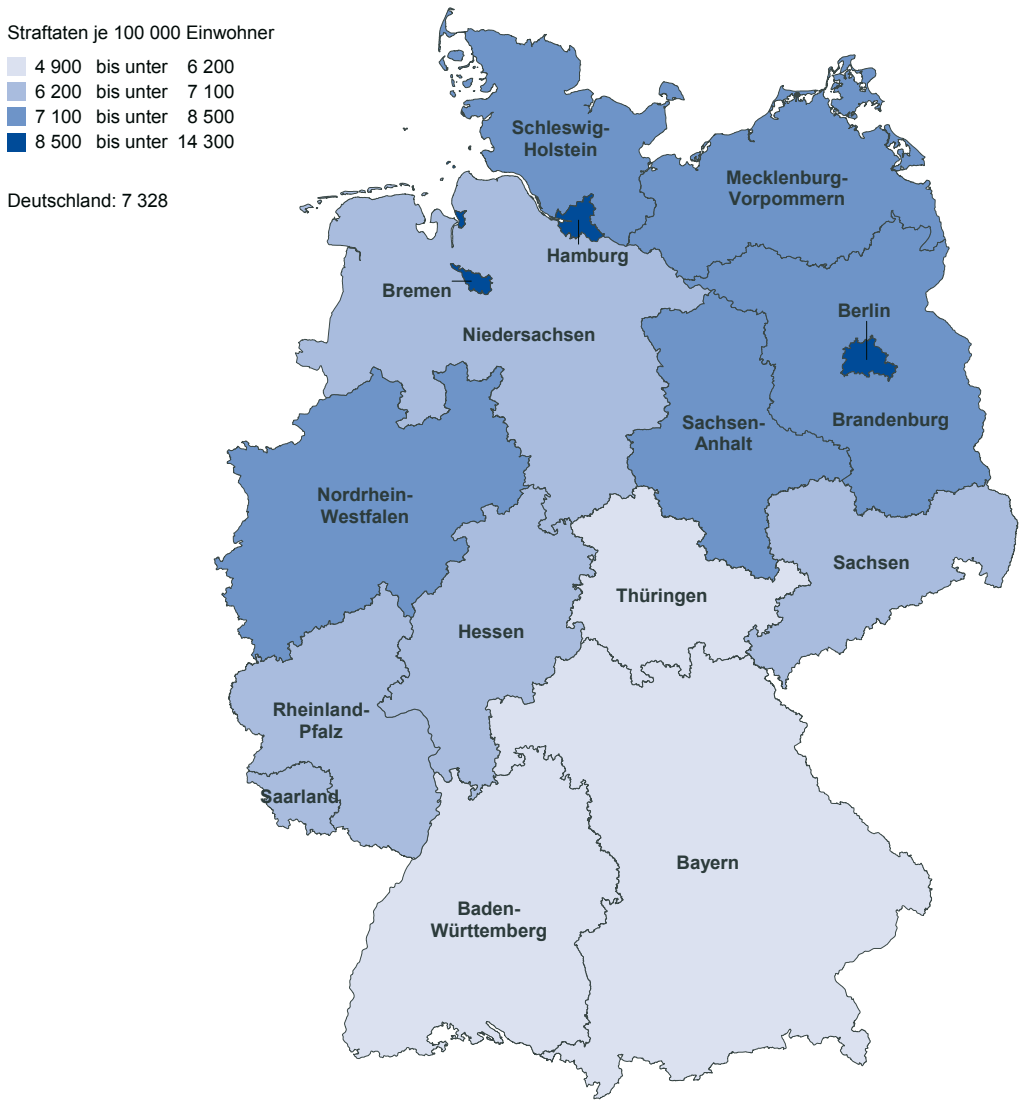 Straftaten je 100 000 Einwohner
4 900 bis unter 6 200
6 200 bis unter 7 100
7 100 bis unter 8 500
8 500 bis unter 14 300
Deutschland: 7 328
Schleswig-
Holstein
Mecklenburg-
Vorpommern
Hamburg
Bremen
Niedersachsen
Berlin
Brandenburg
Sachsen-
Anhalt
Nordrhein-
Westfalen
Sachsen
Thüringen
Hessen
Rheinland-
Pfalz
Saarland
Bayern
Baden-
Württemberg